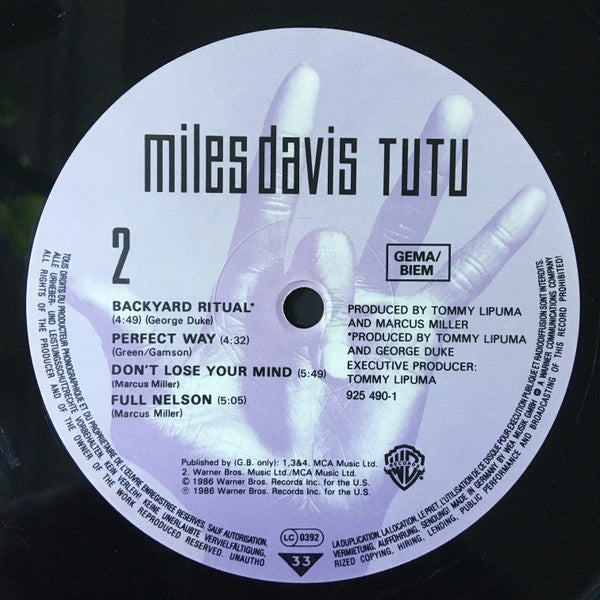 miles davis TUTU
2
GEMA/
BIEM
BACKYARD RITUAL*
(4:49) (George Duke)
PERFECT WAY (4:32)
(Green/Gamson)
DON'T LOSE YOUR MIND (5:49)
(Marcus Miller)
FULL NELSON (5:05)
(Marcus Miller)
PRODUCED BY TOMMY LIPUMA
AND MARCUS MILLER
*PRODUCED BY TOMMY LIPUMA
AND GEORGE DUKE
EXECUTIVE PRODUCER:
TOMMY LIPUMA
925 490-1
Published by (G.B. only): 1,3&4. MCA Music Ltd.
2. Warner Bros. Music Ltd./MCA Music Ltd.
© 1986 Warner Bros. Records Inc. for the U.S.
℗ 1986 Warner Bros. Records Inc. for the U.S.
WB
RECORDS
LC 0392
33
TOUS DROITS DU PRODUCTEUR PHONOGRAPHIQUE ET DU PROPRIETAIRE DE L'ŒUVRE ENREGISTREE RESERVES. SAUF AUTORISATION,
LA DUPLICATION, LA LOCATION, LE PRET, L'UTILISATION DE CE DISQUE POUR EXECUTION PUBLIQUE ET RADIODIFFUSION SONT INTERDITS.
ALLE URHEBER- UND LEISTUNGSSCHUTZRECHTE VORBEHALTEN. KEIN VERLEIH! KEINE UNERLAUBTE VERVIELFÄLTIGUNG,
VERMIETUNG, AUFFÜHRUNG, SENDUNG! MADE IN GERMANY BY WEA MUSIK GMBH Ⓞ A WARNER COMMUNICATIONS COMPANY
ALL RIGHTS OF THE PRODUCER AND OF THE OWNER OF THE WORK REPRODUCED RESERVED. UNAUTHO
RIZED COPYING, HIRING, LENDING, PUBLIC PERFORMANCE AND BROADCASTING OF THIS RECORD PROHIBITED!